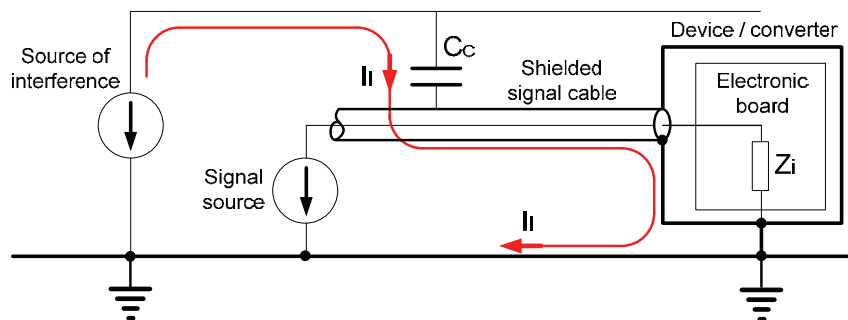 Source of
interference
II
CC
Shielded
signal cable
Device / converter
Electronic
board
Zi
Signal
source
II